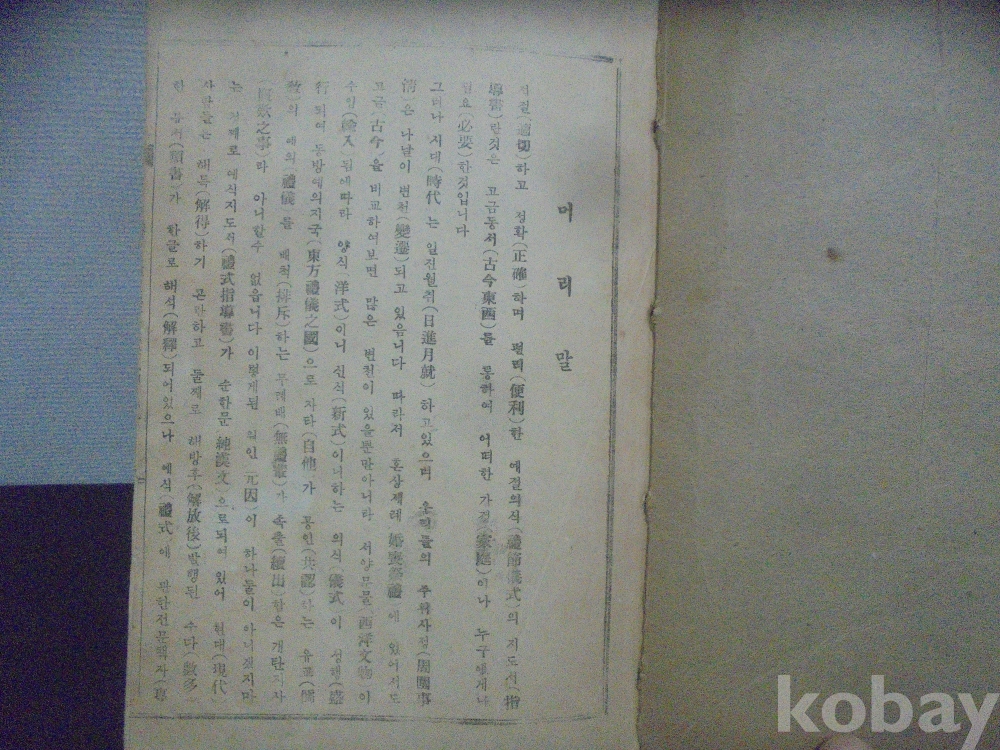 머리말
적절(適切)하고 정확(正確)하며 편리(便利)한 예절의식(禮節儀式)의 지도서(指
導書)란것은 고금동서(古今東西)를 통하여 어떠한 가정(家庭)이나 누구에게나
필요(必要)한것입니다
그러나 시대(時代)는 일진월취(日進月就)하고있으며 우리들의 주위사정(周圍事
情)은 나날이 변천(變遷)되고 있음니다 따라서 혼상제례(婚喪祭禮)에 있어서도
고금(古今)을 비교하여보면 많은 변천이 있을뿐만아니라 서양문물(西洋文物)이
수입(輸入)됨에따라 양식(洋式)이니 신식(新式)이니하는 의식(儀式)이 성행(盛
行)되여 동방예의지국(東方禮儀之國)으로 자타(自他)가 공인(共認)하는 유교(儒
敎)의 예의(禮儀)를 배척(排斥)하는 무례배(無禮輩)가 속출(續出)함은 개탄지사
之事라 아니할수 없읍니다 이렇게된 원인(元因)이 하나둘이 아니겠지마
는 첫째로 예식지도서(禮式指導書)가 순한문(純漢文)으로되여 있어 현대(現代
사람들은 해득(解得)하기 곤란하고 둘째로 해방후(解放後)발행된 수다(數多
한 (類書)가 한글로 해석(解釋)되어있으나 예식(禮式)에 관한전문학자(專
kobay